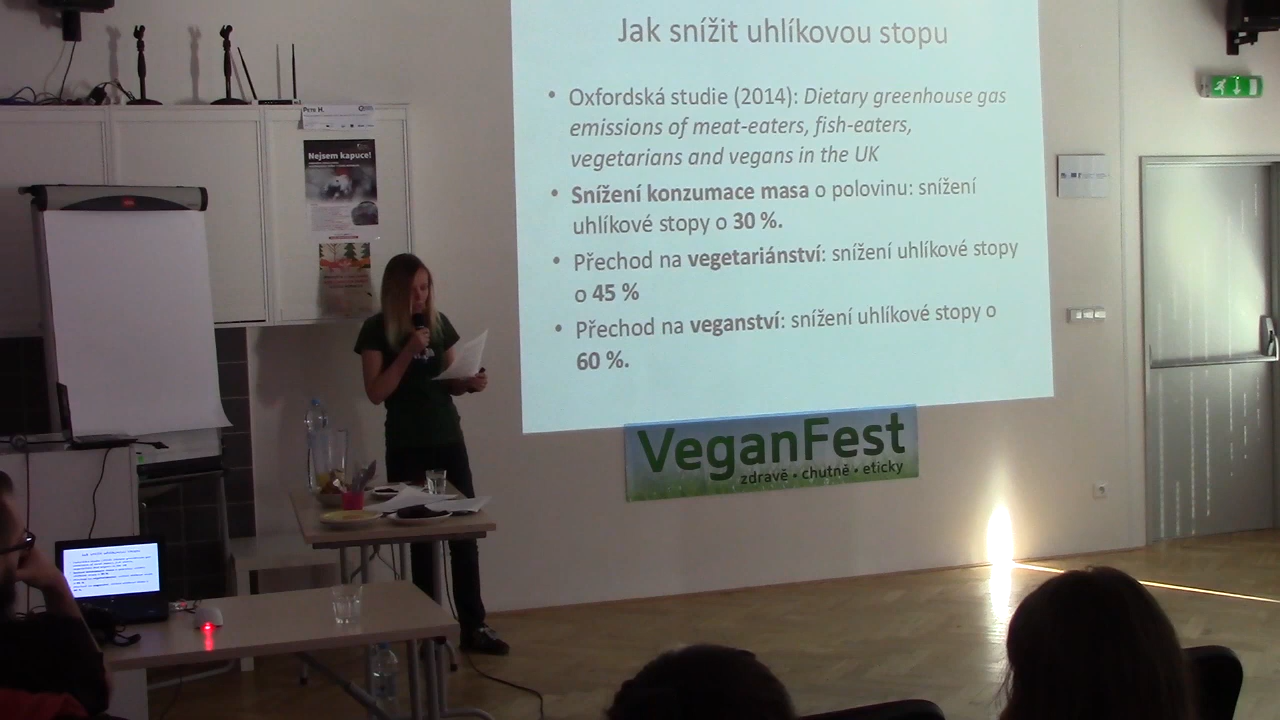 Jak snížit uhlíkovou stopu
• Oxfordská studie (2014): Dietary greenhouse gas
emissions of meat-eaters, fish-eaters,
vegetarians and vegans in the UK
• Snížení konzumace masa o polovinu: snížení
uhlíkové stopy o 30 %.
• Přechod na vegetariánství: snížení uhlíkové stopy
o 45 %
• Přechod na veganství: snížení uhlíkové stopy o
60 %.
VeganFest
zdravě • chutně • eticky
Petr H.
Nejsem kapuce!